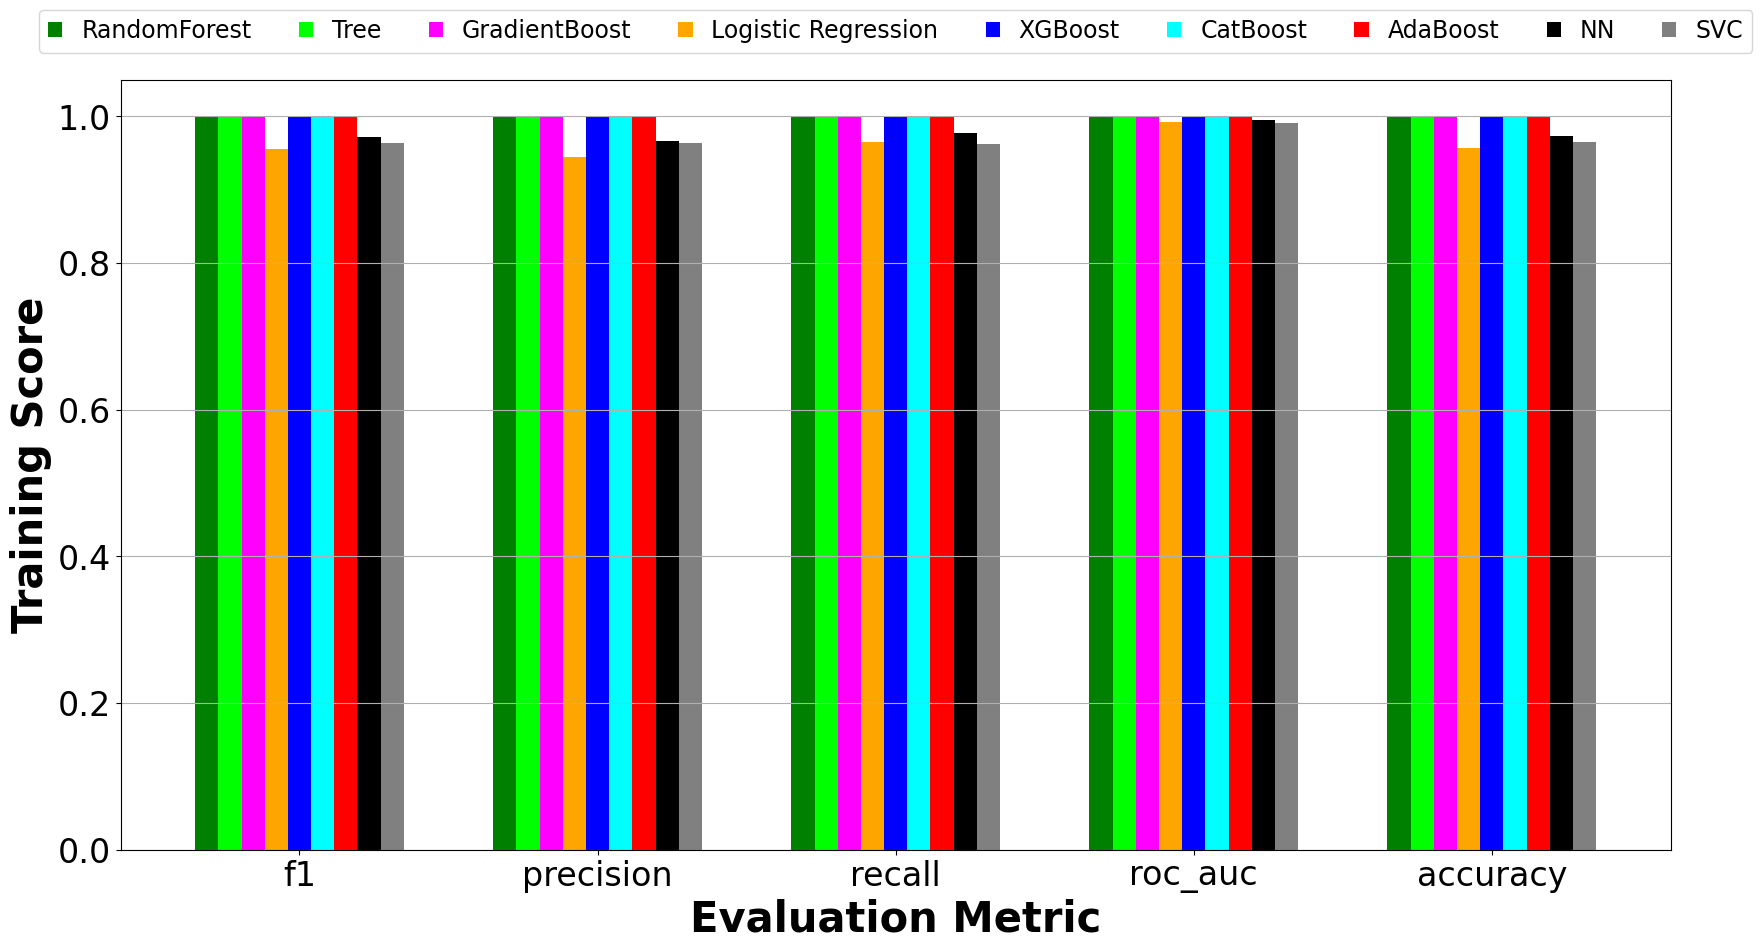 RandomForest Tree GradientBoost Logistic Regression XGBoost CatBoost AdaBoost NN SVC
1.0
0.8
0.6
0.4
0.2
0.0
Training Score
f1 precision recall roc_auc accuracy
Evaluation Metric